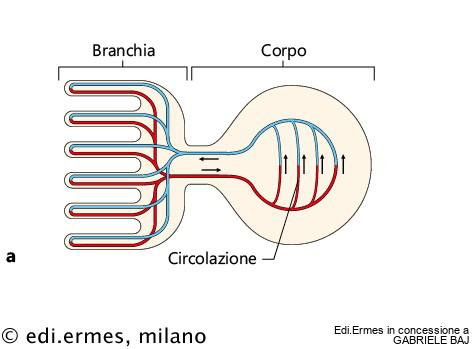 Branchia Corpo
Circolazione
a
© edi.ermes, milano
Edi.Ermes in concessione a
GABRIELE BAJ